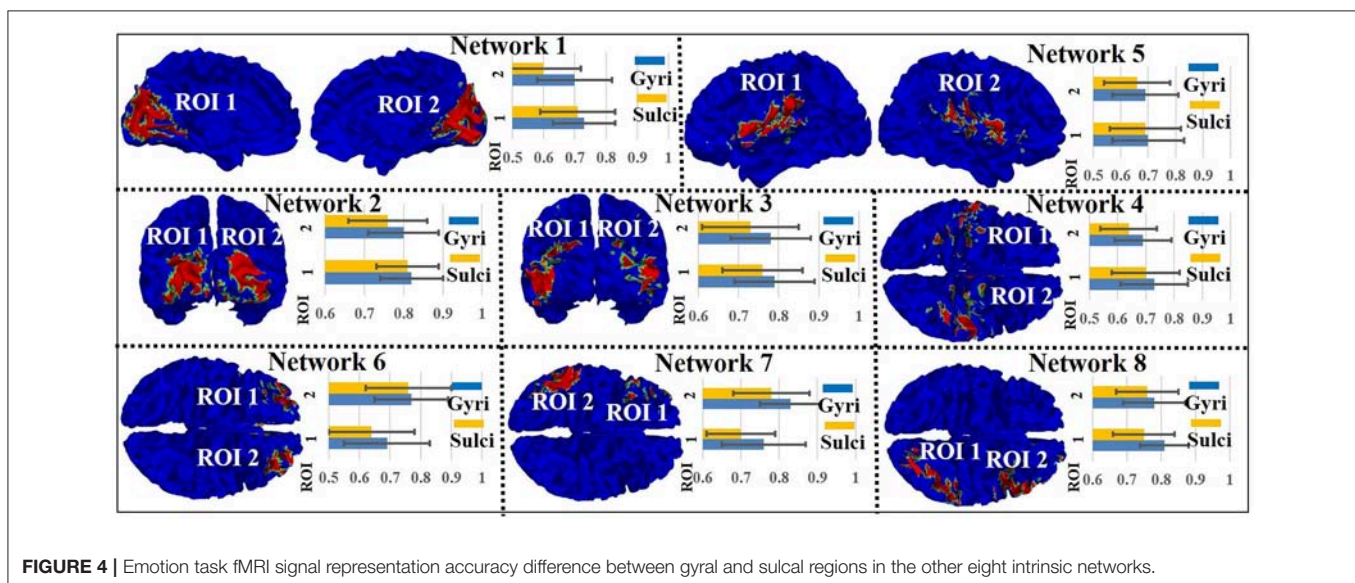 Network 1
ROI 1
ROI 2
2
1
ROI
Gyri
Sulci
0.5 0.6 0.7 0.8 0.9 1
Network 5
ROI 1
ROI 2
2
1
ROI
Gyri
Sulci
0.5 0.6 0.7 0.8 0.9 1
Network 2
ROI 1
ROI 2
2
1
ROI
Gyri
Sulci
0.6 0.7 0.8 0.9 1
Network 3
ROI 1
ROI 2
2
1
ROI
Gyri
Sulci
0.6 0.7 0.8 0.9 1
Network 4
ROI 1
ROI 2
2
1
ROI
Gyri
Sulci
0.5 0.6 0.7 0.8 0.9 1
Network 6
ROI 1
ROI 2
2
1
ROI
Gyri
Sulci
0.5 0.6 0.7 0.8 0.9 1
Network 7
ROI 2
ROI 1
2
1
ROI
Gyri
Sulci
0.6 0.7 0.8 0.9 1
Network 8
ROI 1
ROI 2
2
1
ROI
Gyri
Sulci
0.6 0.7 0.8 0.9 1
FIGURE 4 | Emotion task fMRI signal representation accuracy difference between gyral and sulcal regions in the other eight intrinsic networks.